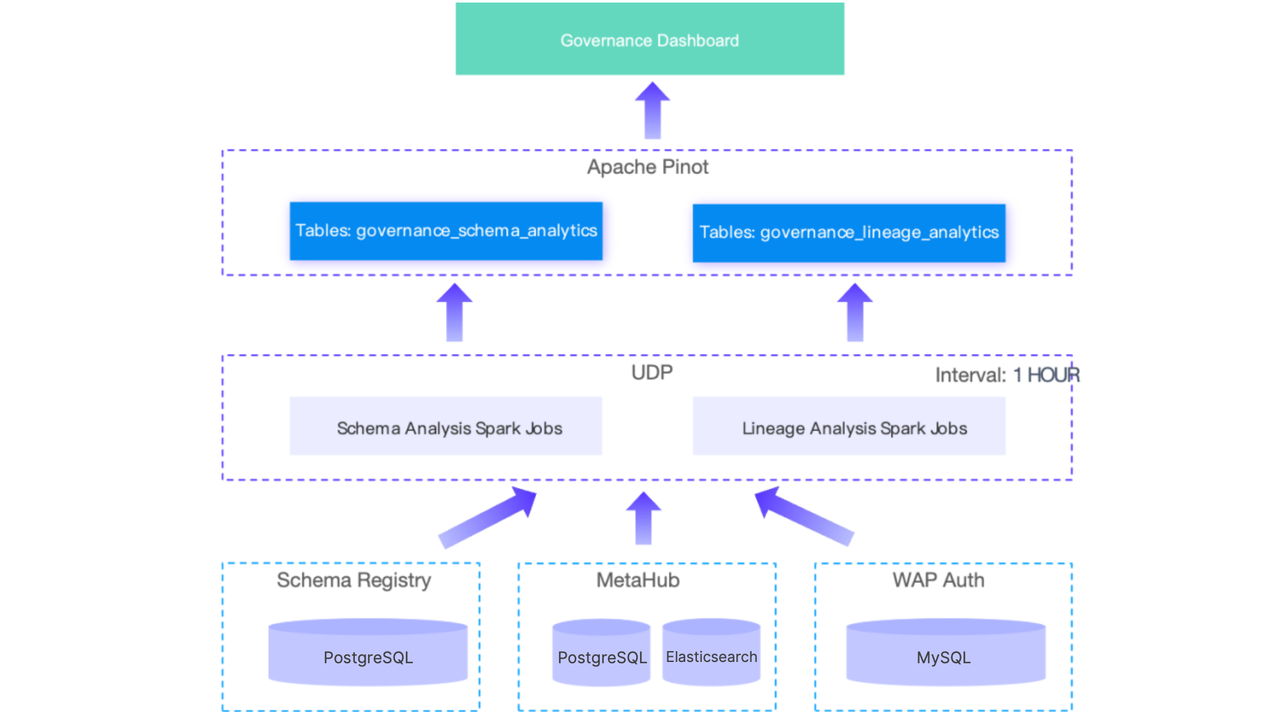 Governance Dashboard
Apache Pinot
Tables: governance_schema_analytics
Tables: governance_lineage_analytics
UDP
Interval: 1 HOUR
Schema Analysis Spark Jobs
Lineage Analysis Spark Jobs
Schema Registry
MetaHub
WAP Auth
PostgreSQL
PostgreSQL
Elasticsearch
MySQL